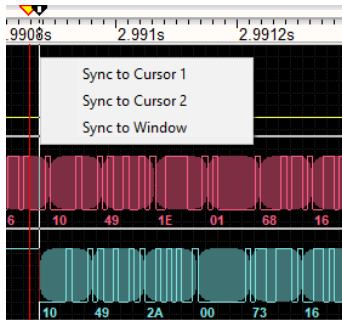 .9908s 2.991s 2.9912s
Sync to Cursor 1
Sync to Cursor 2
Sync to Window
6 10 49 1E 01 68 16
10 49 2A 00 73 16